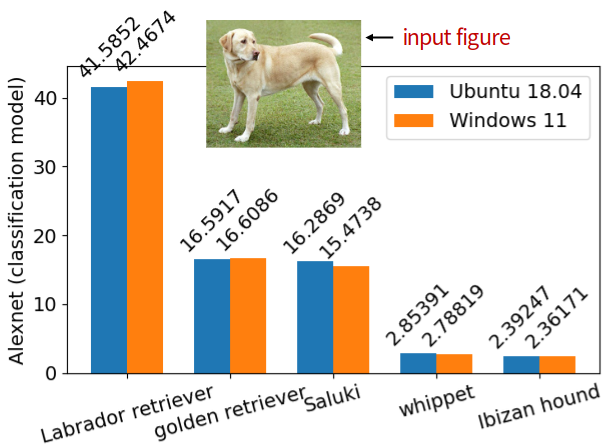 input figure
Alexnet (classification model)
40
30
20
10
0
Ubuntu 18.04
Windows 11
41.5852
42.4674
16.5917
16.6086
16.2869
15.4738
2.85391
2.78819
2.39247
2.36171
Labrador retriever
golden retriever
Saluki
whippet
Ibizan hound